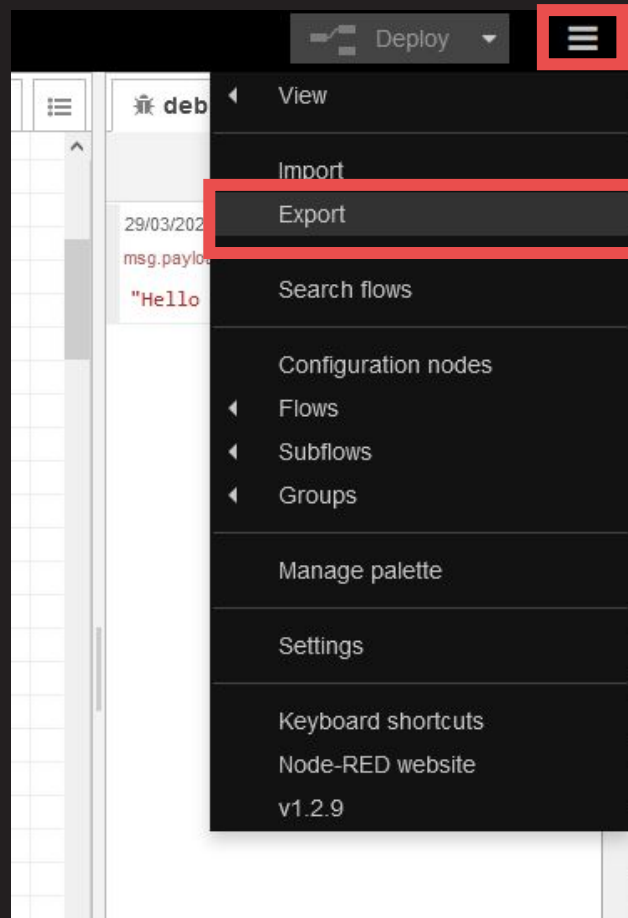 Deploy
deb
View
Import
Export
29/03/202
msg.paylo
"Hello
Search flows
Configuration nodes
Flows
Subflows
Groups
Manage palette
Settings
Keyboard shortcuts
Node-RED website
v1.2.9